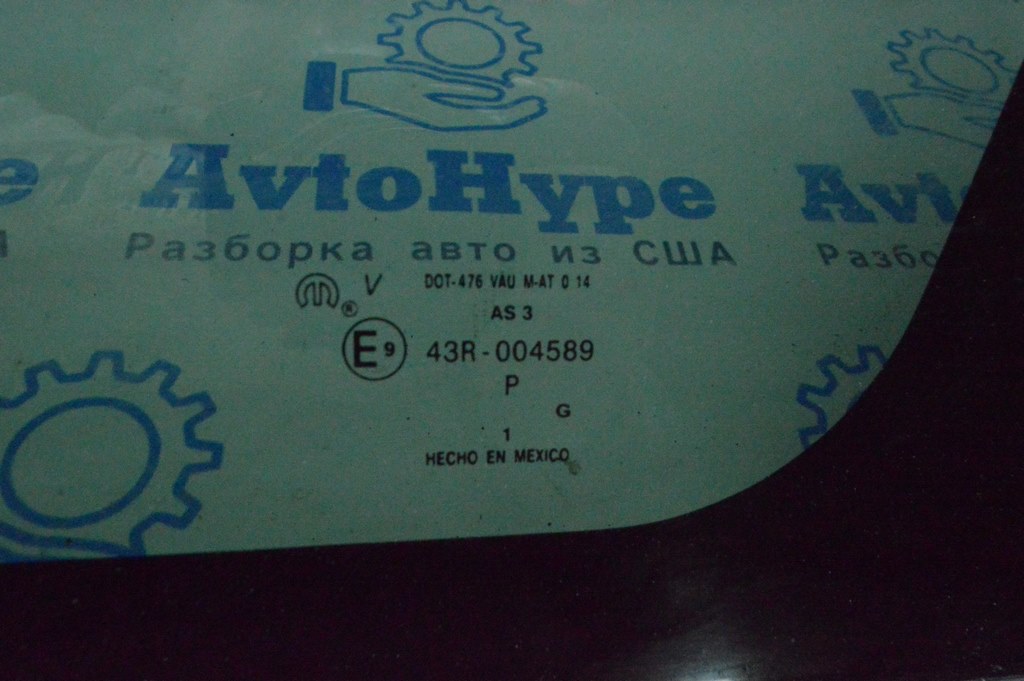 AvtoHype
Разборка авто из США
V
DOT-476 VAU M-AT 0 14
AS 3
E9
43R-004589
P
G
1
HECHO EN MEXICO